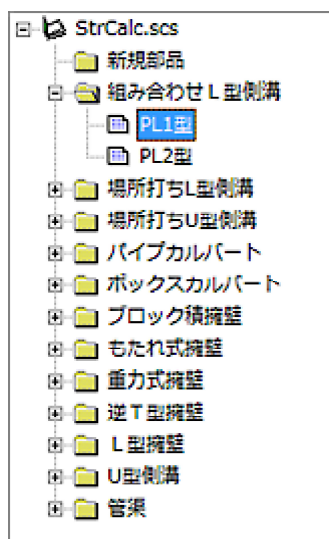 StrCalc.scs
新規部品
組み合わせＬ型側溝
PL1型
PL2型
場所打ちL型側溝
場所打ちU型側溝
パイプカルバート
ボックスカルバート
ブロック積擁壁
もたれ式擁壁
重力式擁壁
逆Ｔ型擁壁
Ｌ型擁壁
U型側溝
管渠